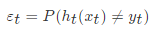 εt = P(ht(xt) ≠ yt)